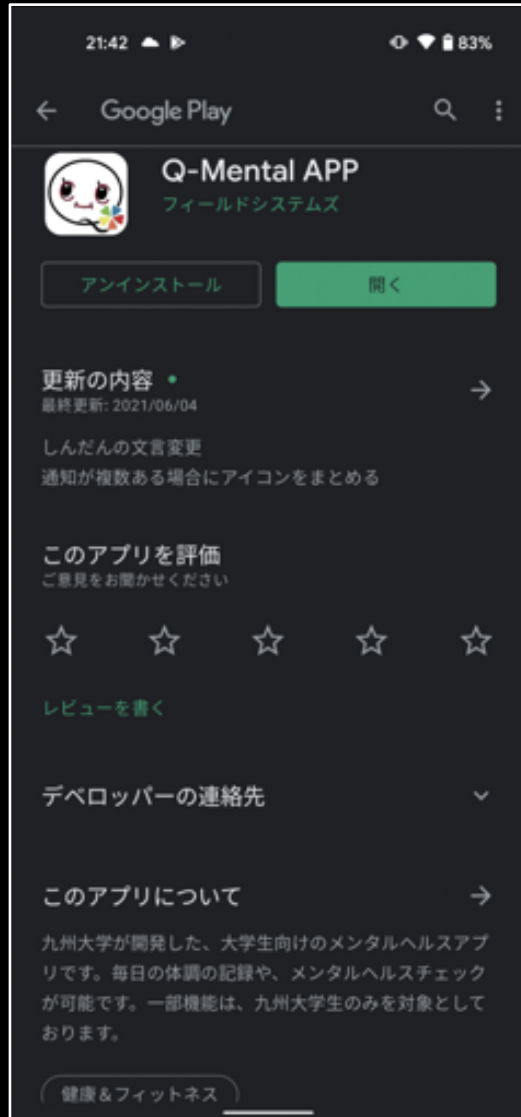 21:42
83%
Google Play
Q-Mental APP
フィールドシステムズ
アンインストール
開く
更新の内容
最終更新: 2021/06/04
しんだんの文言変更
通知が複数ある場合にアイコンをまとめる
このアプリを評価
ご意見をお聞かせください
レビューを書く
デベロッパーの連絡先
このアプリについて
九州大学が開発した、大学生向けのメンタルヘルスアプ
リです。毎日の体調の記録や、メンタルヘルスチェック
が可能です。一部機能は、九州大学生のみを対象として
おります。
健康&フィットネス